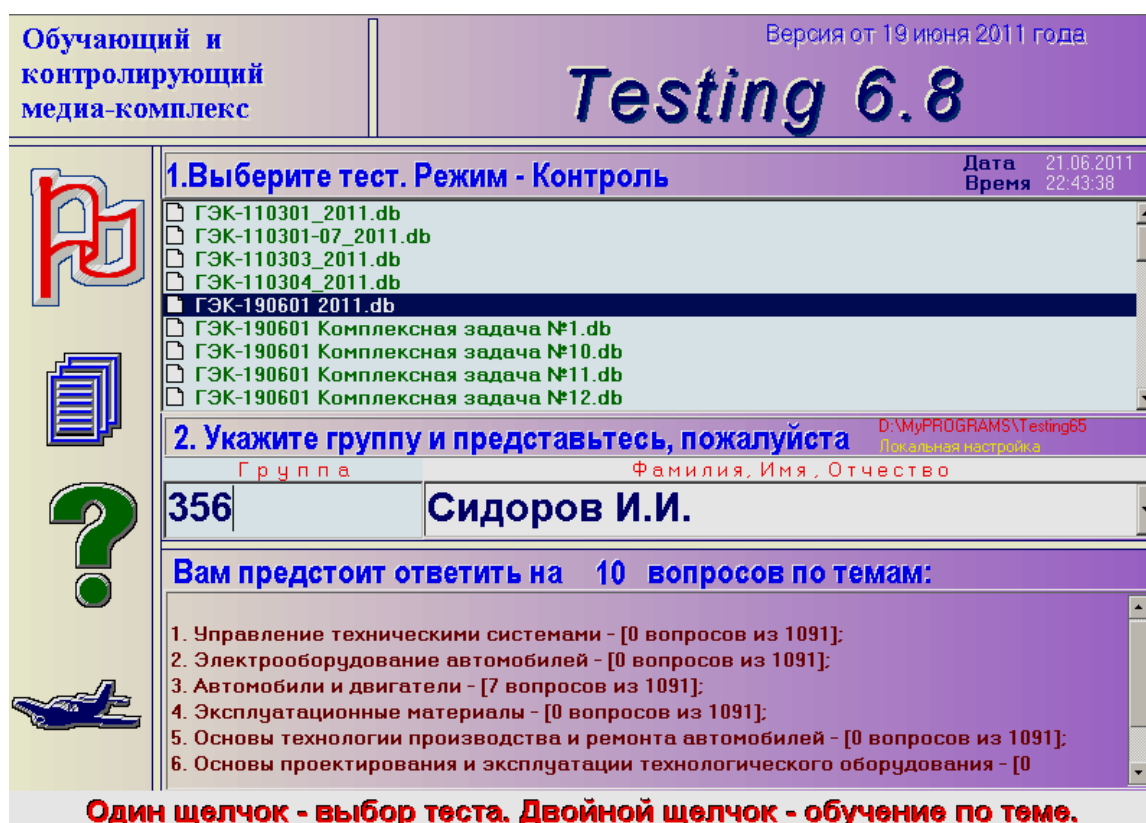 Обучающий и
контролирующий
медиа-комплекс
Версия от 19 июня 2011 года
Testing 6.8
1.Выберите тест. Режим - Контроль
Дата 21.06.2011
Время 22:43:38
ГЭК-110301_2011.db
ГЭК-110301-07_2011.db
ГЭК-110303_2011.db
ГЭК-110304_2011.db
ГЭК-190601 2011.db
ГЭК-190601 Комплексная задача №1.db
ГЭК-190601 Комплексная задача №10.db
ГЭК-190601 Комплексная задача №11.db
ГЭК-190601 Комплексная задача №12.db
2. Укажите группу и представьтесь, пожалуйста
D:\MyPROGRAMS\Testing65
Локальная настройка
Группа Фамилия, Имя, Отчество
356 Сидоров И.И.
Вам предстоит ответить на 10 вопросов по темам:
1. Управление техническими системами - [0 вопросов из 1091];
2. Электрооборудование автомобилей - [0 вопросов из 1091];
3. Автомобили и двигатели - [7 вопросов из 1091];
4. Эксплуатационные материалы - [0 вопросов из 1091];
5. Основы технологии производства и ремонта автомобилей - [0 вопросов из 1091];
6. Основы проектирования и эксплуатации технологического оборудования - [0
Один щелчок - выбор теста. Двойной щелчок - обучение по теме.